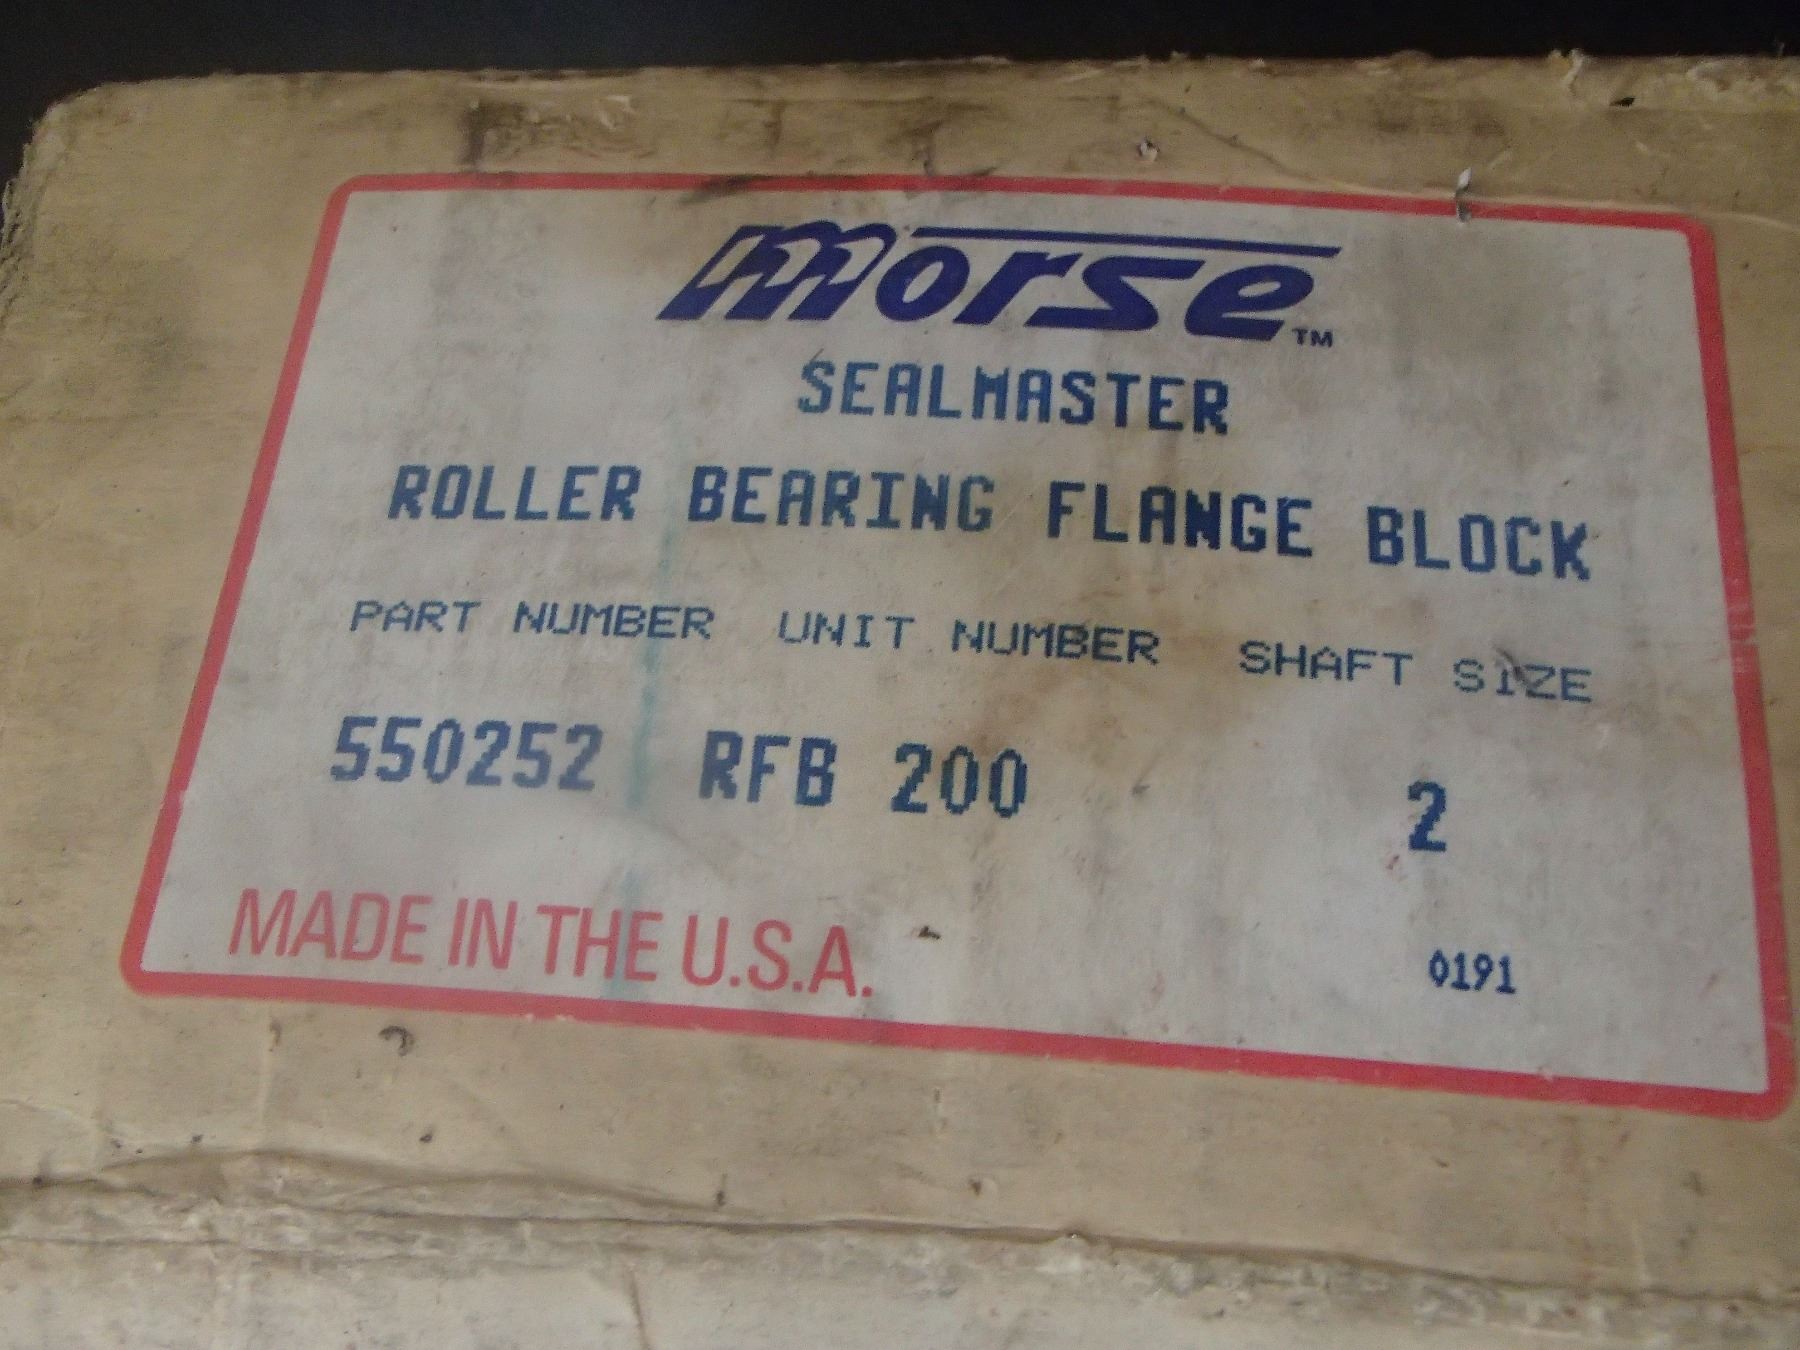 morse™
SEALMASTER
ROLLER BEARING FLANGE BLOCK
PART NUMBER UNIT NUMBER SHAFT SIZE
550252 RFB 200 2
MADE IN THE U.S.A.
0191